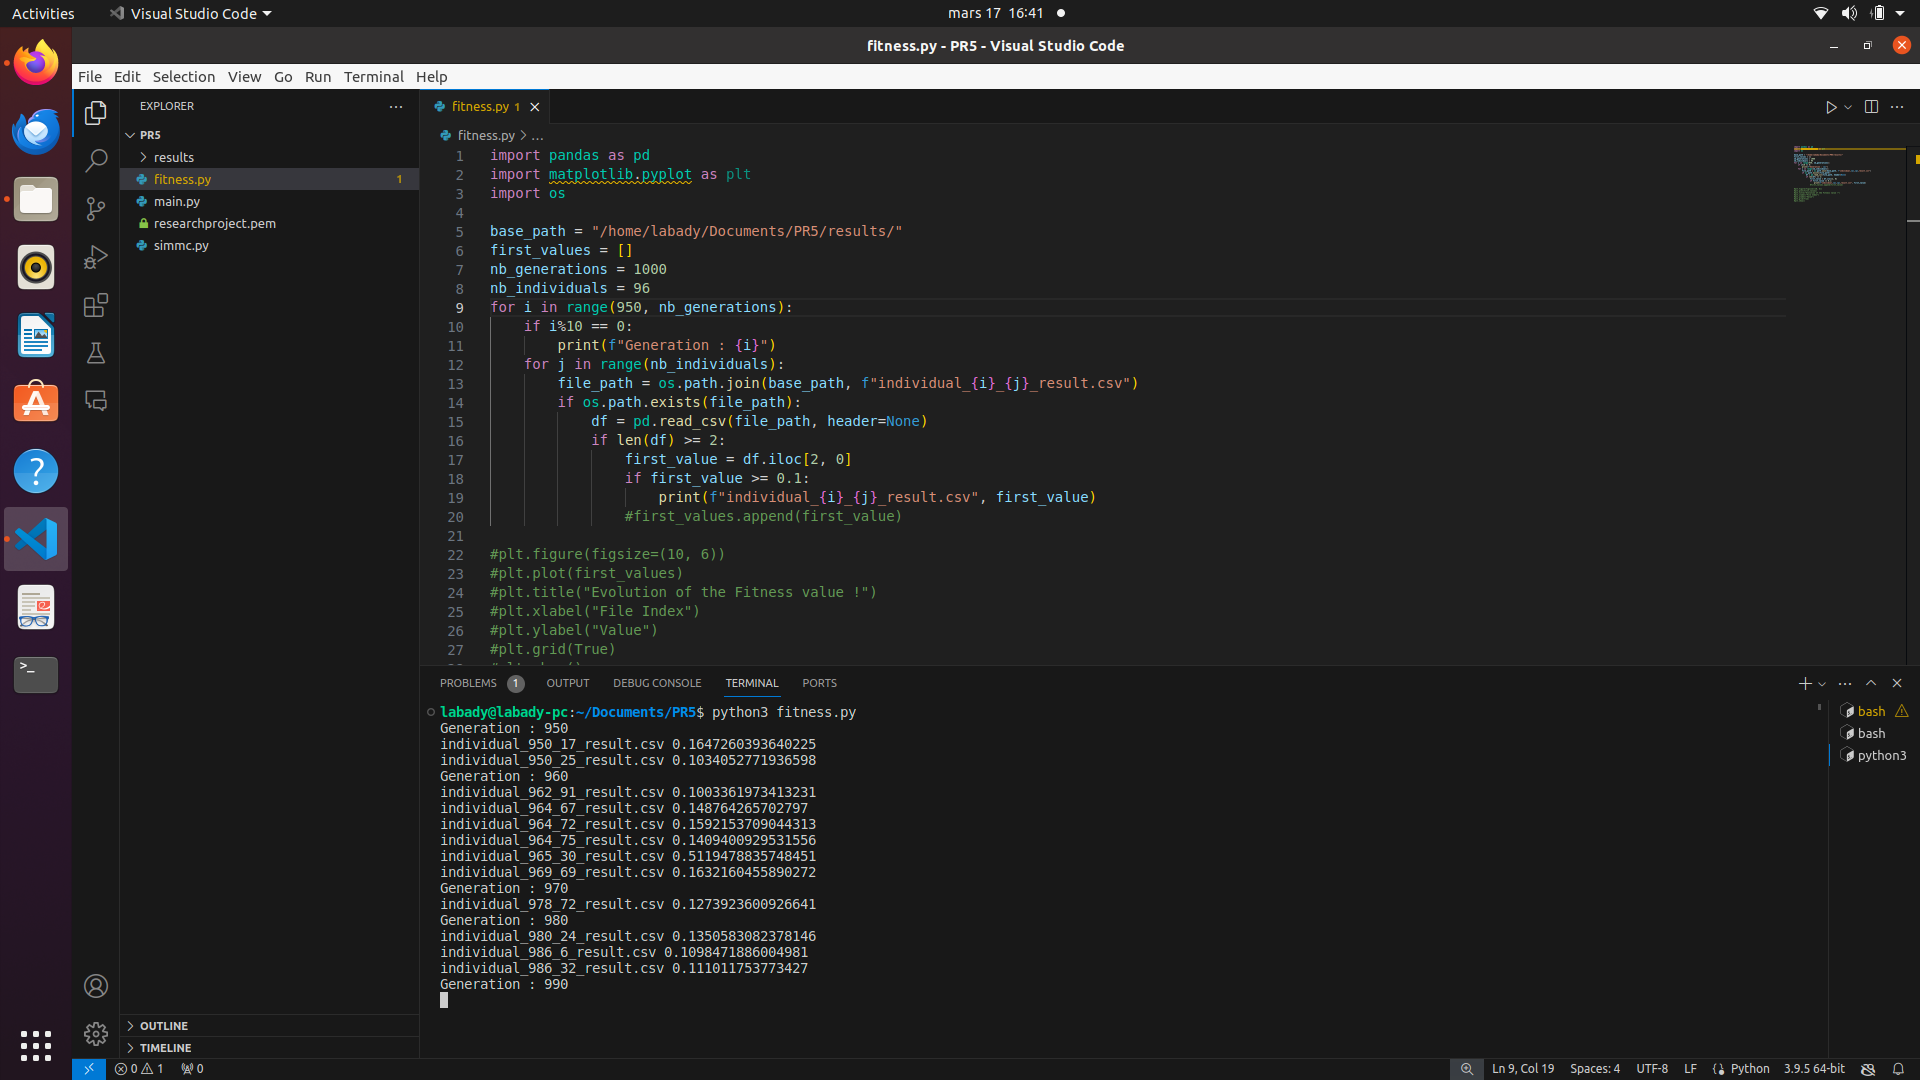 Activities
Visual Studio Code
mars 17 16:41
fitness.py - PR5 - Visual Studio Code
File Edit Selection View Go Run Terminal Help
EXPLORER
PR5
results
fitness.py 1
main.py
researchproject.pem
simmc.py
OUTLINE
TIMELINE
fitness.py 1
fitness.py > ...
1 import pandas as pd
2 import matplotlib.pyplot as plt
3 import os
4
5 base_path = "/home/labady/Documents/PR5/results/"
6 first_values = []
7 nb_generations = 1000
8 nb_individuals = 96
9 for i in range(950, nb_generations):
10 if i%10 == 0:
11 print(f"Generation : {i}")
12 for j in range(nb_individuals):
13 file_path = os.path.join(base_path, f"individual_{i}_{j}_result.csv")
14 if os.path.exists(file_path):
15 df = pd.read_csv(file_path, header=None)
16 if len(df) >= 2:
17 first_value = df.iloc[2, 0]
18 if first_value >= 0.1:
19 print(f"individual_{i}_{j}_result.csv", first_value)
20 #first_values.append(first_value)
21
22 #plt.figure(figsize=(10, 6))
23 #plt.plot(first_values)
24 #plt.title("Evolution of the Fitness value !")
25 #plt.xlabel("File Index")
26 #plt.ylabel("Value")
27 #plt.grid(True)
PROBLEMS 1 OUTPUT DEBUG CONSOLE TERMINAL PORTS
labady@labady-pc:~/Documents/PR5$ python3 fitness.py
Generation : 950
individual_950_17_result.csv 0.1647260393640225
individual_950_25_result.csv 0.1034052771936598
Generation : 960
individual_962_91_result.csv 0.1003361973413231
individual_964_67_result.csv 0.148764265702797
individual_964_72_result.csv 0.1592153709044313
individual_964_75_result.csv 0.1409400929531556
individual_965_30_result.csv 0.5119478835748451
individual_969_69_result.csv 0.1632160455890272
Generation : 970
individual_978_72_result.csv 0.1273923600926641
Generation : 980
individual_980_24_result.csv 0.1350583082378146
individual_986_6_result.csv 0.1098471886004981
individual_986_32_result.csv 0.111011753773427
Generation : 990
bash
bash
python3
0 1 0
Ln 9, Col 19 Spaces: 4 UTF-8 LF Python 3.9.5 64-bit